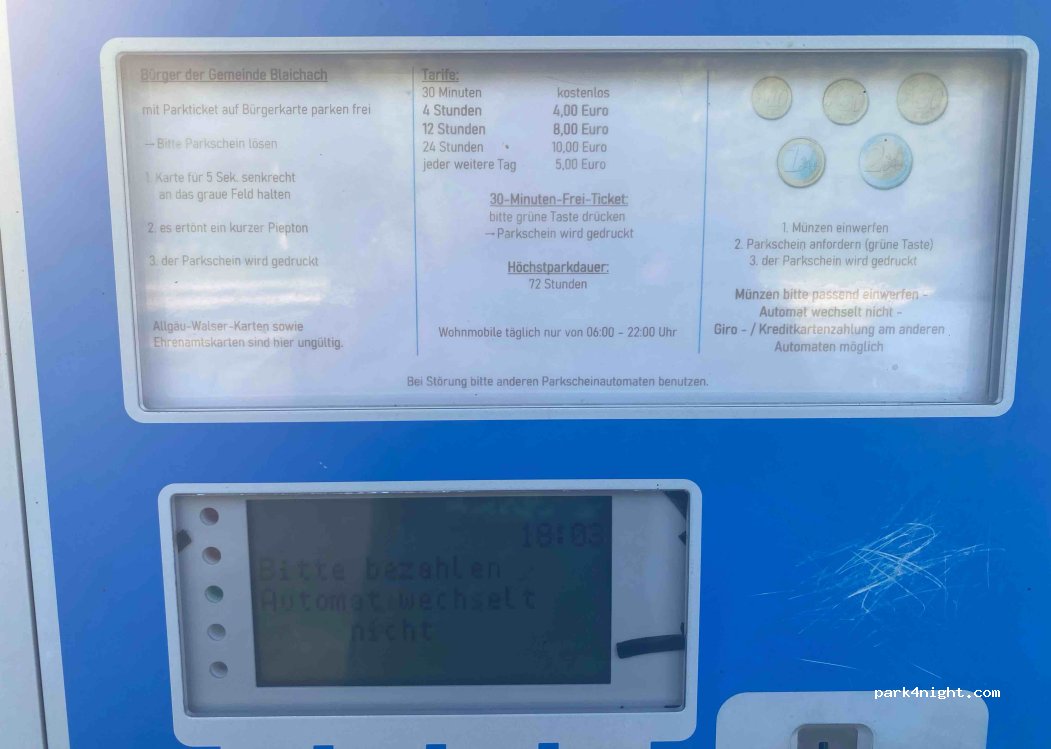 Bürger der Gemeinde Blaichach
mit Parkticket auf Bürgerkarte parken frei
→ Bitte Parkschein lösen
1. Karte für 5 Sek. senkrecht
an das graue Feld halten
2. es ertönt ein kurzer Piepton
3. der Parkschein wird gedruckt
Allgäu-Walser-Karten sowie
Ehrenamtskarten sind hier ungültig.
Tarife:
30 Minuten kostenlos
4 Stunden 4,00 Euro
12 Stunden 8,00 Euro
24 Stunden 10,00 Euro
jeder weitere Tag 5,00 Euro
30-Minuten-Frei-Ticket:
bitte grüne Taste drücken
→ Parkschein wird gedruckt
Höchstparkdauer:
72 Stunden
Wohnmobile täglich nur von 06:00 - 22:00 Uhr
1. Münzen einwerfen
2. Parkschein anfordern (grüne Taste)
3. der Parkschein wird gedruckt
Münzen bitte passend einwerfen -
Automat wechselt nicht -
Giro - / Kreditkartenzahlung am anderen
Automaten möglich
Bei Störung bitte anderen Parkscheinautomaten benutzen.
18:03
Bitte bezahlen
Automat wechselt
nicht
park4night.com